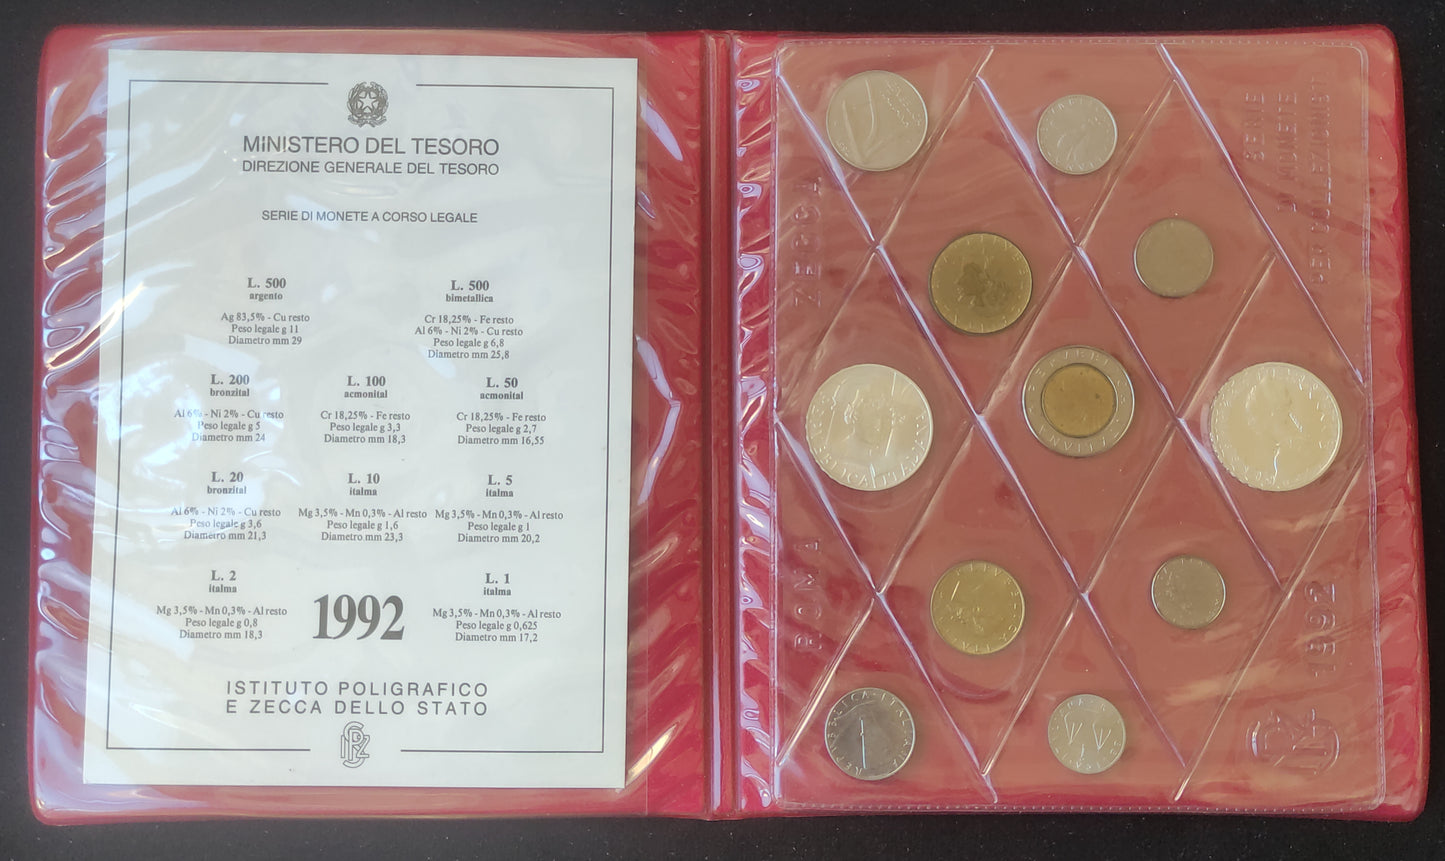 MINISTERO DEL TESORO
DIREZIONE GENERALE DEL TESORO
SERIE DI MONETE A CORSO LEGALE
L. 500
argento
Ag 83,5% - Cu resto
Peso legale g 11
Diametro mm 29
L. 500
bimetallica
Cr 18,25% - Fe resto
Al 6% - Ni 2% - Cu resto
Peso legale g 6,8
Diametro mm 25,8
L. 200
bronzital
Al 6% - Ni 2% - Cu resto
Peso legale g 5
Diametro mm 24
L. 100
acmonital
Cr 18,25% - Fe resto
Peso legale g 3,3
Diametro mm 18,3
L. 50
acmonital
Cr 18,25% - Fe resto
Peso legale g 2,7
Diametro mm 16,55
L. 20
bronzital
Al 6% - Ni 2% - Cu resto
Peso legale g 3,6
Diametro mm 21,3
L. 10
italma
Mg 3,5% - Mn 0,3% - Al resto
Peso legale g 1,6
Diametro mm 23,3
L. 5
italma
Mg 3,5% - Mn 0,3% - Al resto
Peso legale g 1
Diametro mm 20,2
L. 2
italma
Mg 3,5% - Mn 0,3% - Al resto
Peso legale g 0,8
Diametro mm 18,3
1992
L. 1
italma
Mg 3,5% - Mn 0,3% - Al resto
Peso legale g 0,625
Diametro mm 17,2
ISTITUTO POLIGRAFICO
E ZECCA DELLO STATO
ROMA ZECCA
SERIE
DI MONETE
PER COLLEZIONISTI
1992